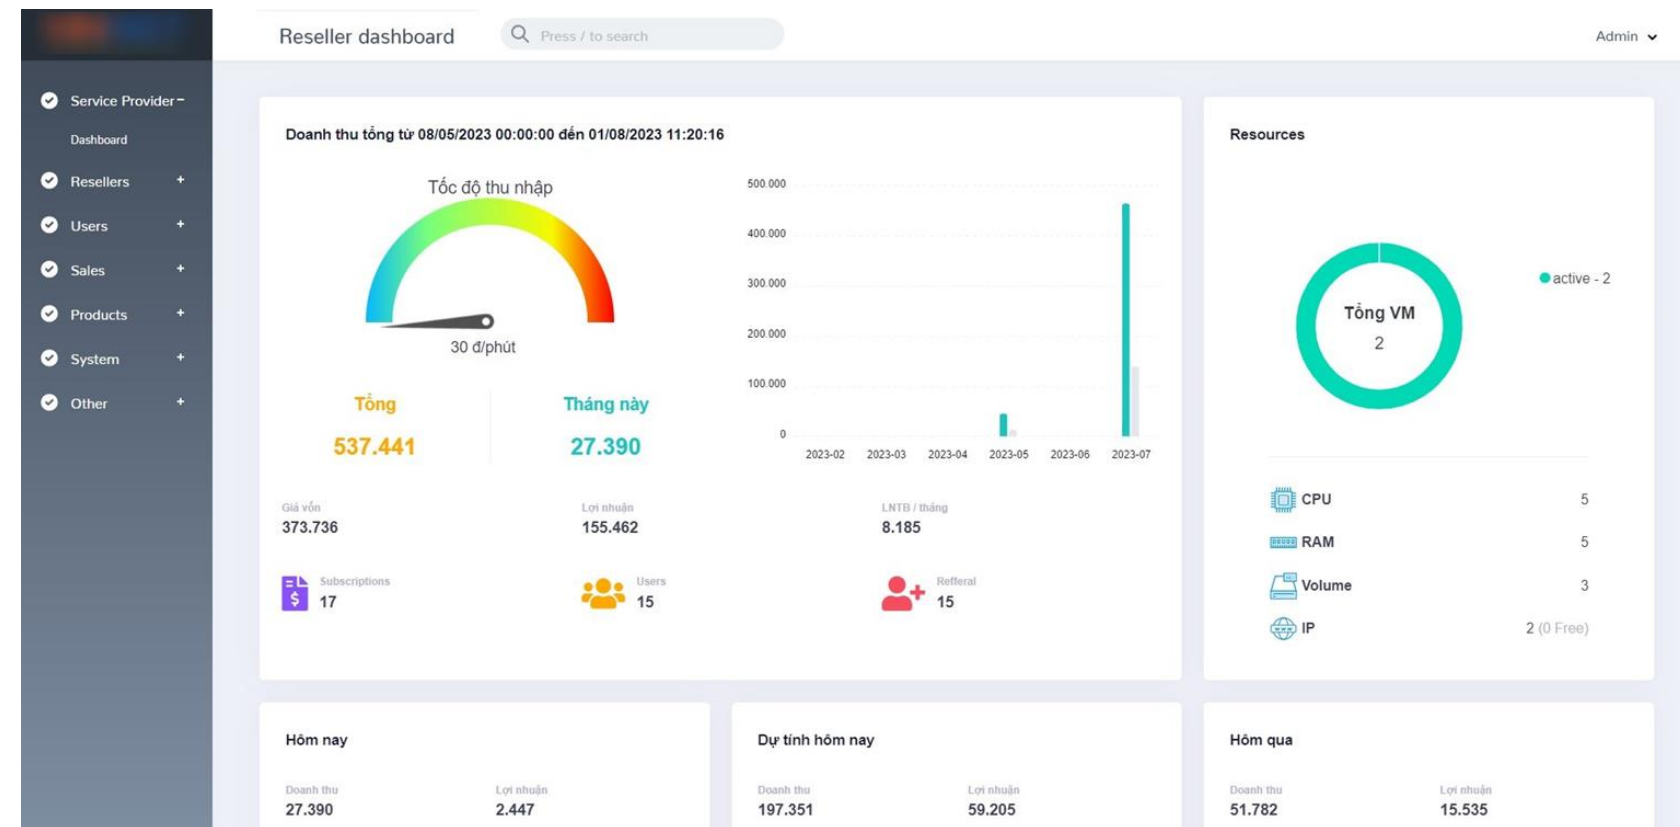 Reseller dashboard
Press / to search
Admin
Service Provider −
Dashboard
Resellers +
Users +
Sales +
Products +
System +
Other +
Doanh thu tổng từ 08/05/2023 00:00:00 đến 01/08/2023 11:20:16
Tốc độ thu nhập
30 đ/phút
Tổng
537.441
Tháng này
27.390
500.000
400.000
300.000
200.000
100.000
0
2023-02 2023-03 2023-04 2023-05 2023-06 2023-07
Giá vốn
373.736
Lợi nhuận
155.462
LNTB / tháng
8.185
Subscriptions
17
Users
15
Refferal
15
Resources
Tổng VM
2
active - 2
CPU 5
RAM 5
Volume 3
IP 2 (0 Free)
Hôm nay
Doanh thu
27.390
Lợi nhuận
2.447
Dự tính hôm nay
Doanh thu
197.351
Lợi nhuận
59.205
Hôm qua
Doanh thu
51.782
Lợi nhuận
15.535